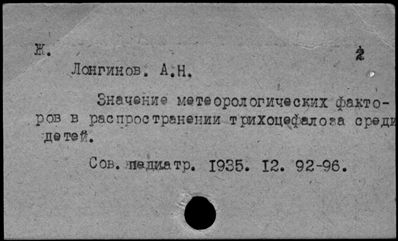 Ж. 2
Лонгинов. А.Н.
Значение метеорологических факто-
ров в распространении трихоцефалоза среди
детей.
Сов. педиатр. 1935. 12. 92-96.